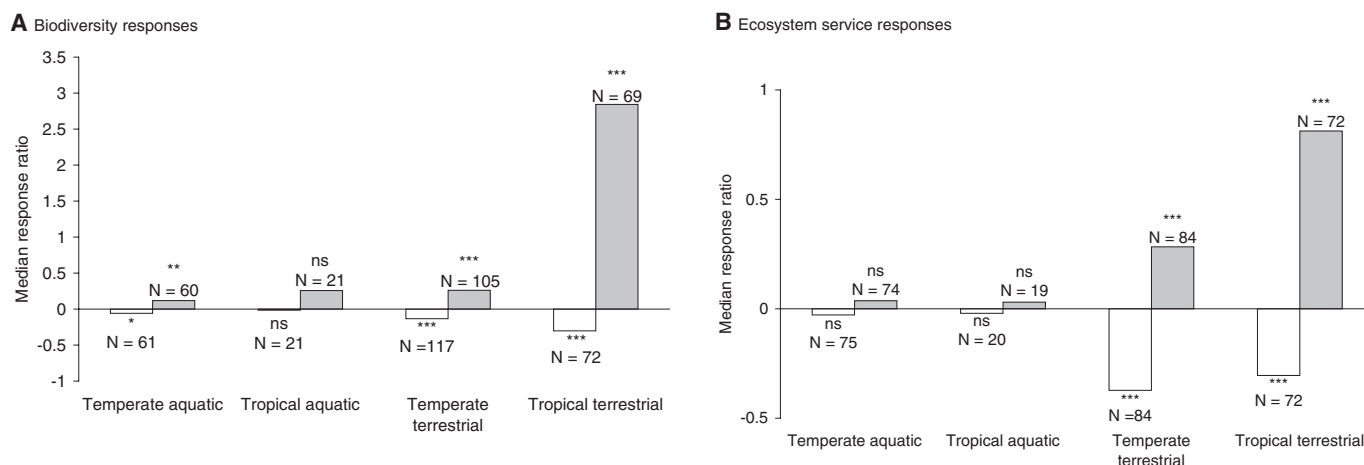 A Biodiversity responses
Median response ratio
3.5
3
2.5
2
1.5
1
0.5
0
-0.5
-1
**
N = 60
*
N = 61
ns
N = 21
ns
N = 21
***
N = 105
***
N =117
***
N = 69
***
N = 72
Temperate aquatic
Tropical aquatic
Temperate
terrestrial
Tropical terrestrial
B Ecosystem service responses
Median response ratio
1
0.5
0
-0.5
ns
N = 74
ns
N = 75
ns
N = 19
ns
N = 20
***
N = 84
***
N =84
***
N = 72
***
N = 72
Temperate aquatic
Tropical aquatic
Temperate
terrestrial
Tropical terrestrial